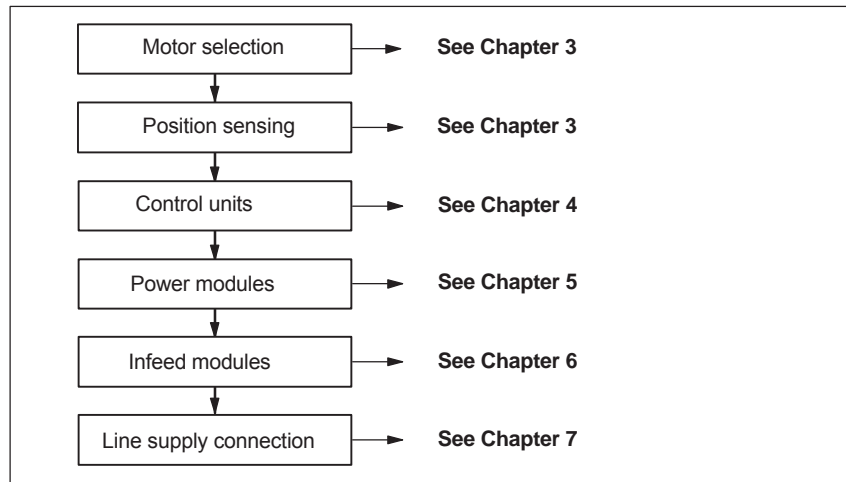 Motor selection See Chapter 3
Position sensing See Chapter 3
Control units See Chapter 4
Power modules See Chapter 5
Infeed modules See Chapter 6
Line supply connection See Chapter 7